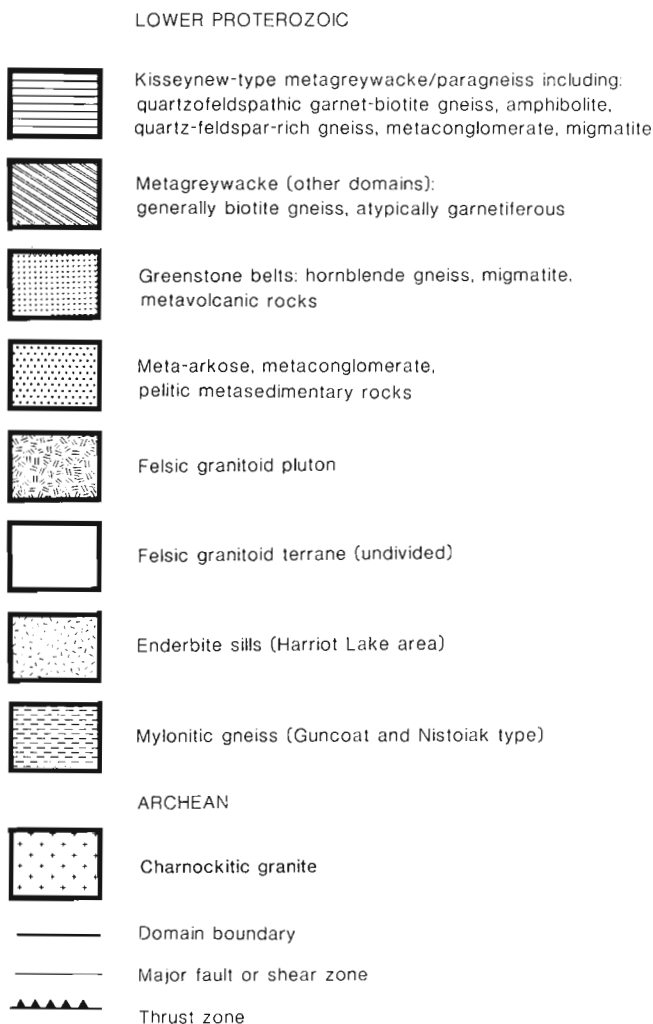 LOWER PROTEROZOIC
Kisseynew-type metagreywacke/paragneiss including:
quartzofeldspathic garnet-biotite gneiss, amphibolite,
quartz-feldspar-rich gneiss, metaconglomerate, migmatite
Metagreywacke (other domains):
generally biotite gneiss, atypically garnetiferous
Greenstone belts: hornblende gneiss, migmatite,
metavolcanic rocks
Meta-arkose, metaconglomerate,
pelitic metasedimentary rocks
Felsic granitoid pluton
Felsic granitoid terrane (undivided)
Enderbite sills (Harriot Lake area)
Mylonitic gneiss (Guncoat and Nistoiak type)
ARCHEAN
Charnockitic granite
Domain boundary
Major fault or shear zone
Thrust zone